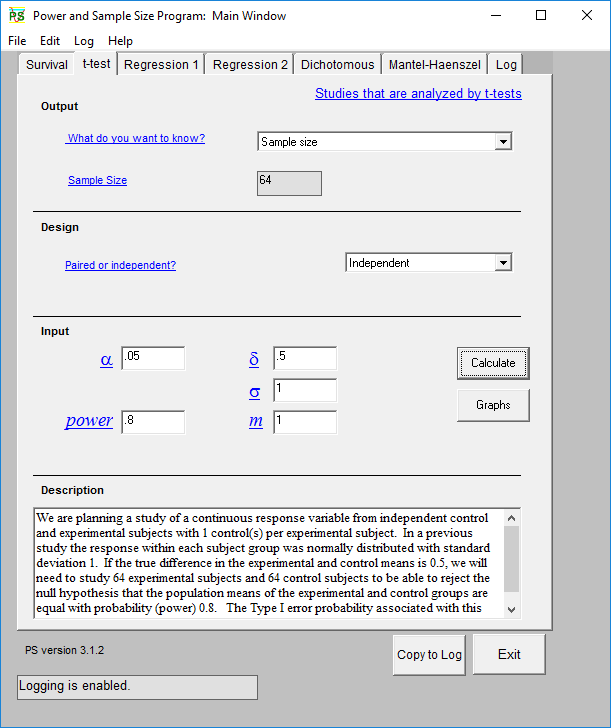 PS Power and Sample Size Program: Main Window
File Edit Log Help
Survival t-test Regression 1 Regression 2 Dichotomous Mantel-Haenszel Log
Studies that are analyzed by t-tests
Output
What do you want to know? Sample size
Sample Size 64
Design
Paired or independent? Independent
Input
α .05 δ .5 Calculate
σ 1
Graphs
power .8 m 1
Description
We are planning a study of a continuous response variable from independent control
and experimental subjects with 1 control(s) per experimental subject. In a previous
study the response within each subject group was normally distributed with standard
deviation 1. If the true difference in the experimental and control means is 0.5, we will
need to study 64 experimental subjects and 64 control subjects to be able to reject the
null hypothesis that the population means of the experimental and control groups are
equal with probability (power) 0.8. The Type I error probability associated with this
PS version 3.1.2
Copy to Log Exit
Logging is enabled.